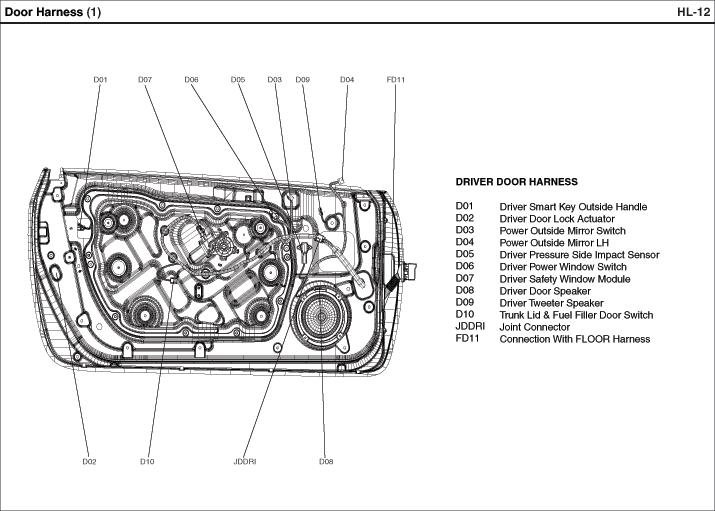 Door Harness (1)
HL-12
D01 D07 D06 D05 D03 D09 D04 FD11
DRIVER DOOR HARNESS
D01 Driver Smart Key Outside Handle
D02 Driver Door Lock Actuator
D03 Power Outside Mirror Switch
D04 Power Outside Mirror LH
D05 Driver Pressure Side Impact Sensor
D06 Driver Power Window Switch
D07 Driver Safety Window Module
D08 Driver Door Speaker
D09 Driver Tweeter Speaker
D10 Trunk Lid & Fuel Filler Door Switch
JDDRI Joint Connector
FD11 Connection With FLOOR Harness
D02 D10 JDDRI D08